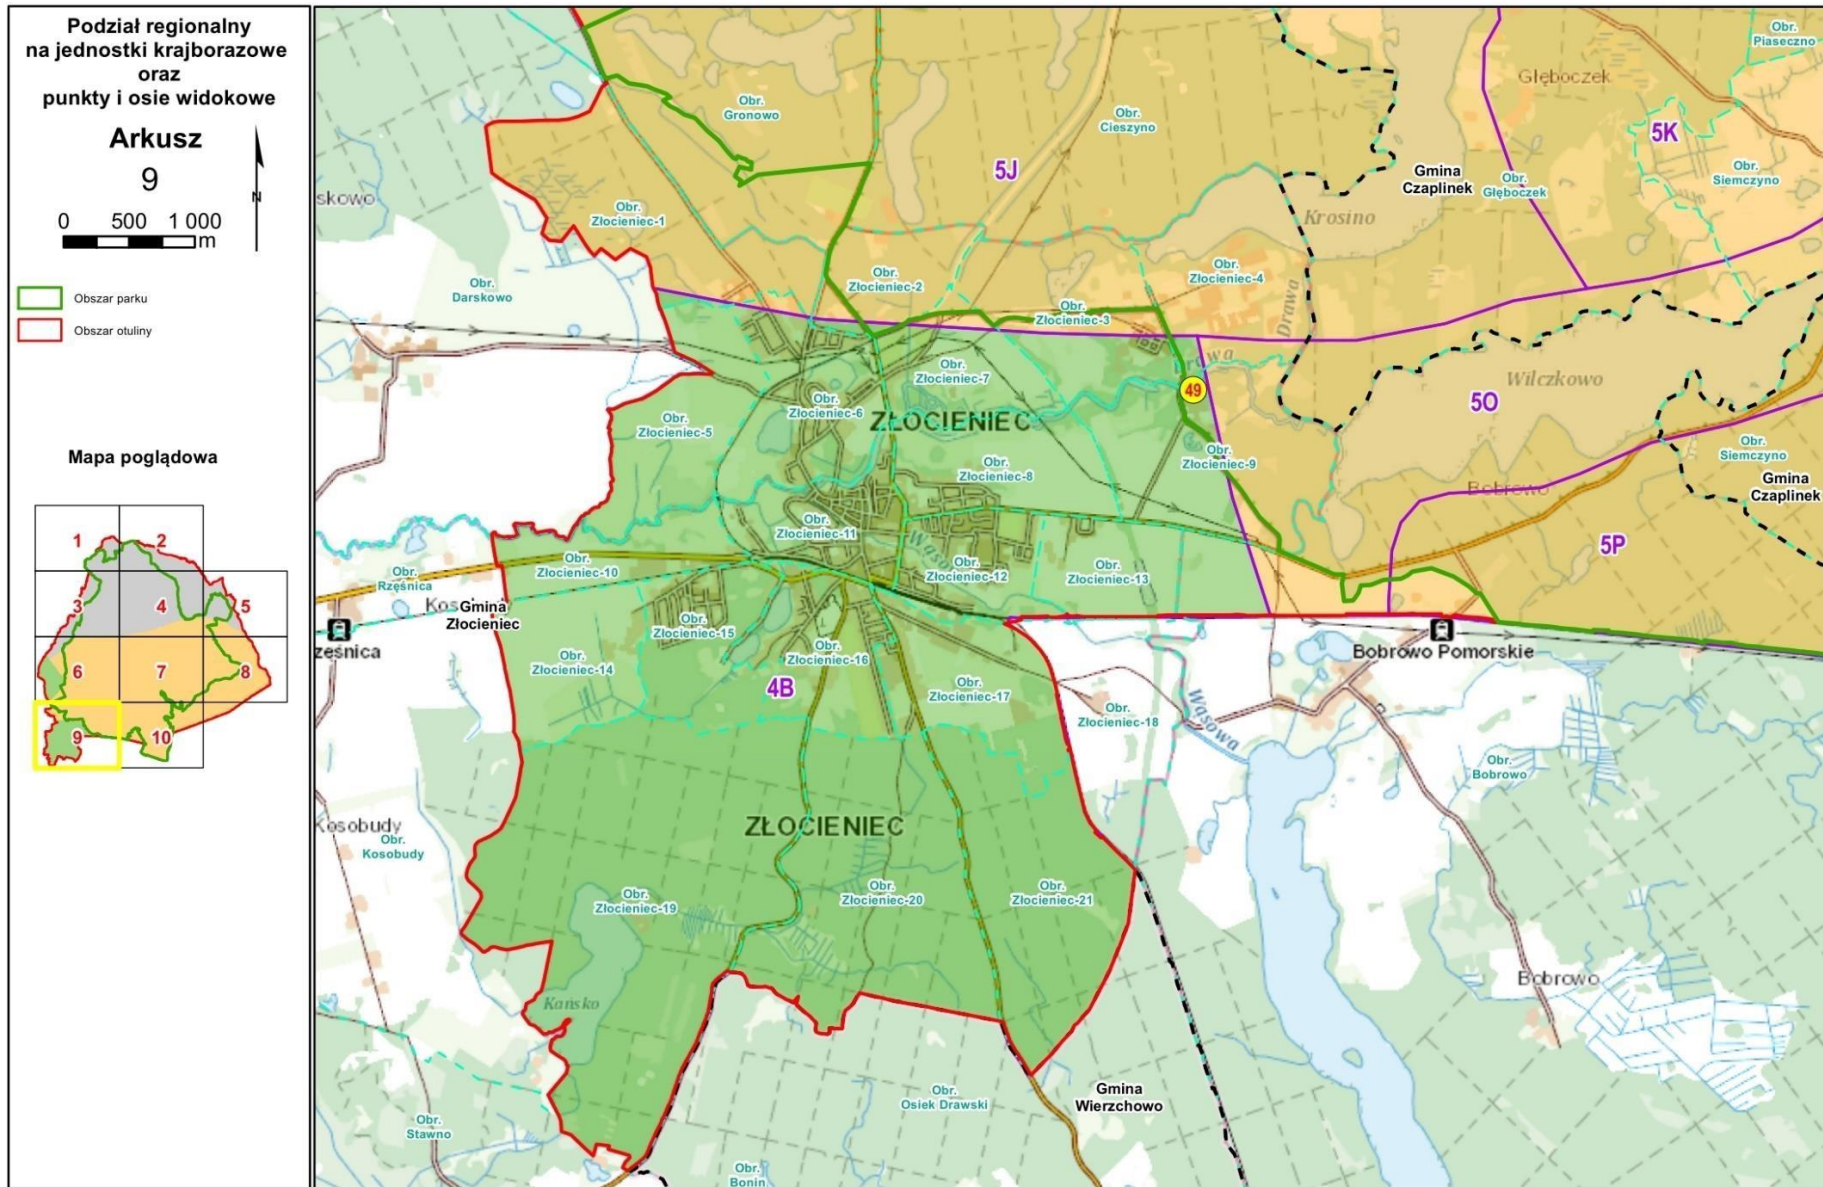 Podział regionalny
na jednostki krajborazowe
oraz
punkty i osie widokowe
Arkusz
9
0 500 1 000
m
N
Obszar parku
Obszar otuliny
Mapa poglądowa
1
2
3
4
5
6
7
8
9
10
Obr.
Piaseczno
Głęboczek
Obr.
Gronowo
Obr.
Cieszyno
5K
5J
Gmina
Czaplinek
Obr.
Głęboczek
Obr.
Siemczyno
skowo
Obr.
Złocieniec-1
Krosino
Obr.
Darskowo
Obr.
Złocieniec-2
Obr.
Złocieniec-4
Obr.
Złocieniec-3
Drawa
Drawa
Obr.
Złocieniec-7
Wilczkowo
49
5O
Obr.
Złocieniec-6
ZŁOCIENIEC
Obr.
Złocieniec-5
Obr.
Złocieniec-9
Obr.
Siemczyno
Obr.
Złocieniec-8
Bobrowo
Gmina
Czaplinek
Obr.
Złocieniec-11
Wąsowa
5P
Obr.
Złocieniec-10
Obr.
Złocieniec-12
Obr.
Złocieniec-13
Obr.
Rzęśnica
Kos
Gmina
Złocieniec
Obr.
Złocieniec-15
zęśnica
Bobrowo Pomorskie
Obr.
Złocieniec-14
Obr.
Złocieniec-16
4B
Obr.
Złocieniec-17
Obr.
Złocieniec-18
Wąsowa
Obr.
Bobrowo
Kosobudy
Obr.
Kosobudy
ZŁOCIENIEC
Obr.
Złocieniec-19
Obr.
Złocieniec-20
Obr.
Złocieniec-21
Bobrowo
Kańsko
Obr.
Osiek Drawski
Gmina
Wierzchowo
Obr.
Stawno
Obr.
Bonin